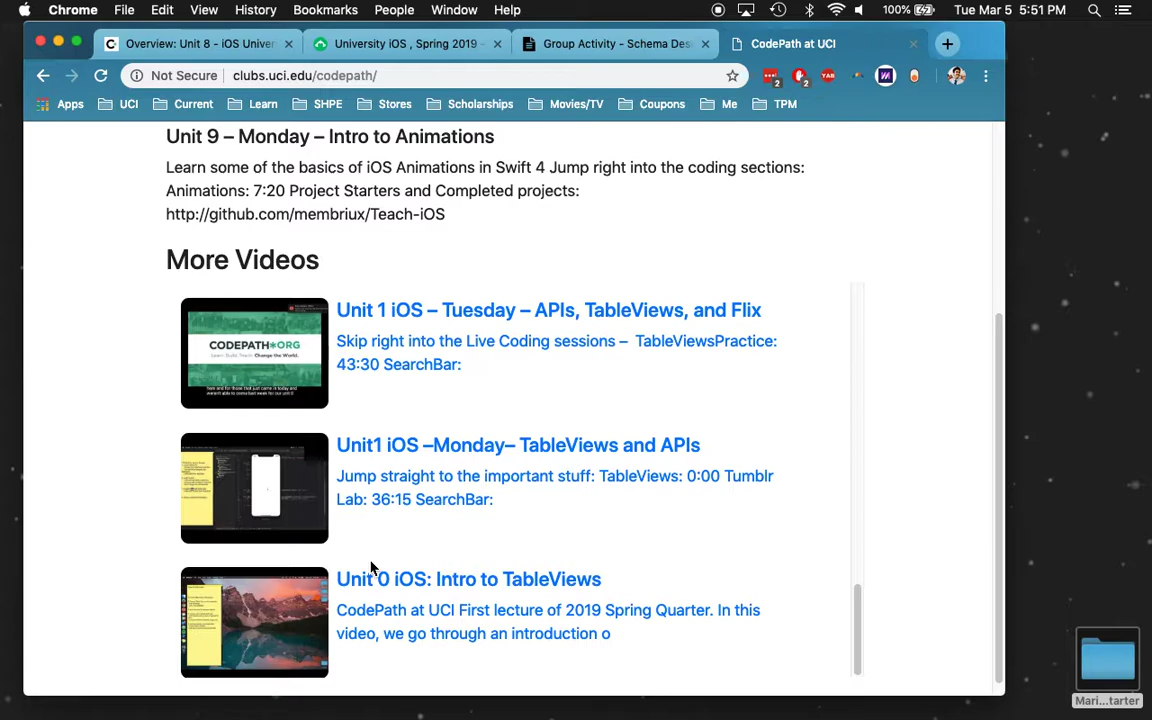 Chrome File Edit View History Bookmarks People Window Help 100% Tue Mar 5 5:51 PM
Overview: Unit 8 - iOS Univer University iOS , Spring 2019 - Group Activity - Schema Des CodePath at UCI
Not Secure clubs.uci.edu/codepath/
Apps UCI Current Learn SHPE Stores Scholarships Movies/TV Coupons Me TPM
Unit 9 – Monday – Intro to Animations
Learn some of the basics of iOS Animations in Swift 4 Jump right into the coding sections:
Animations: 7:20 Project Starters and Completed projects:
http://github.com/membriux/Teach-iOS
More Videos
CODEPATH*ORG
Unit 1 iOS – Tuesday – APIs, TableViews, and Flix
Skip right into the Live Coding sessions – TableViewsPractice:
43:30 SearchBar:
Unit1 iOS –Monday– TableViews and APIs
Jump straight to the important stuff: TableViews: 0:00 Tumblr
Lab: 36:15 SearchBar:
Unit 0 iOS: Intro to TableViews
CodePath at UCI First lecture of 2019 Spring Quarter. In this
video, we go through an introduction o
Mari...tarter